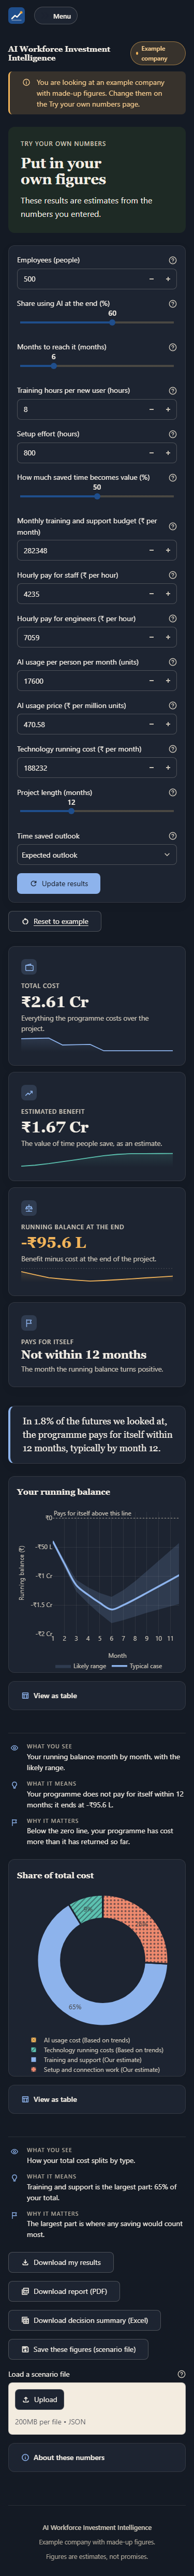 Menu
AI Workforce Investment
Intelligence
Example
company
You are looking at an example company
with made-up figures. Change them on
the Try your own numbers page.
TRY YOUR OWN NUMBERS
Put in your
own figures
These results are estimates from the
numbers you entered.
Employees (people)
500
Share using AI at the end (%)
60
Months to reach it (months)
6
Training hours per new user (hours)
8
Setup effort (hours)
800
How much saved time becomes value (%)
50
Monthly training and support budget (₹ per
month)
282348
Hourly pay for staff (₹ per hour)
4235
Hourly pay for engineers (₹ per hour)
7059
AI usage per person per month (units)
17600
AI usage price (₹ per million units)
470.58
Technology running cost (₹ per month)
188232
Project length (months)
12
Time saved outlook
Expected outlook
Update results
Reset to example
TOTAL COST
₹2.61 Cr
Everything the programme costs over the
project.
ESTIMATED BENEFIT
₹1.67 Cr
The value of time people save, as an estimate.
RUNNING BALANCE AT THE END
-₹95.6 L
Benefit minus cost at the end of the project.
PAYS FOR ITSELF
Not within 12 months
The month the running balance turns positive.
In 1.8% of the futures we looked at,
the programme pays for itself within
12 months, typically by month 12.
Your running balance
Pays for itself above this line
₹0
-₹50 L
-₹1 Cr
-₹1.5 Cr
-₹2 Cr
Running balance (₹)
1 2 3 4 5 6 7 8 9 10 11
Month
Likely range
Typical case
View as table
WHAT YOU SEE
Your running balance month by month, with the
likely range.
WHAT IT MEANS
Your programme does not pay for itself within 12
months; it ends at -₹95.6 L.
WHY IT MATTERS
Below the zero line, your programme has cost
more than it has returned so far.
Share of total cost
65%
AI usage cost (Based on trends)
Technology running costs (Based on trends)
Training and support (Our estimate)
Setup and connection work (Our estimate)
View as table
WHAT YOU SEE
How your total cost splits by type.
WHAT IT MEANS
Training and support is the largest part: 65% of
your total.
WHY IT MATTERS
The largest part is where any saving would count
most.
Download my results
Download report (PDF)
Download decision summary (Excel)
Save these figures (scenario file)
Load a scenario file
Upload
200MB per file • JSON
About these numbers
AI Workforce Investment Intelligence
Example company with made-up figures.
Figures are estimates, not promises.